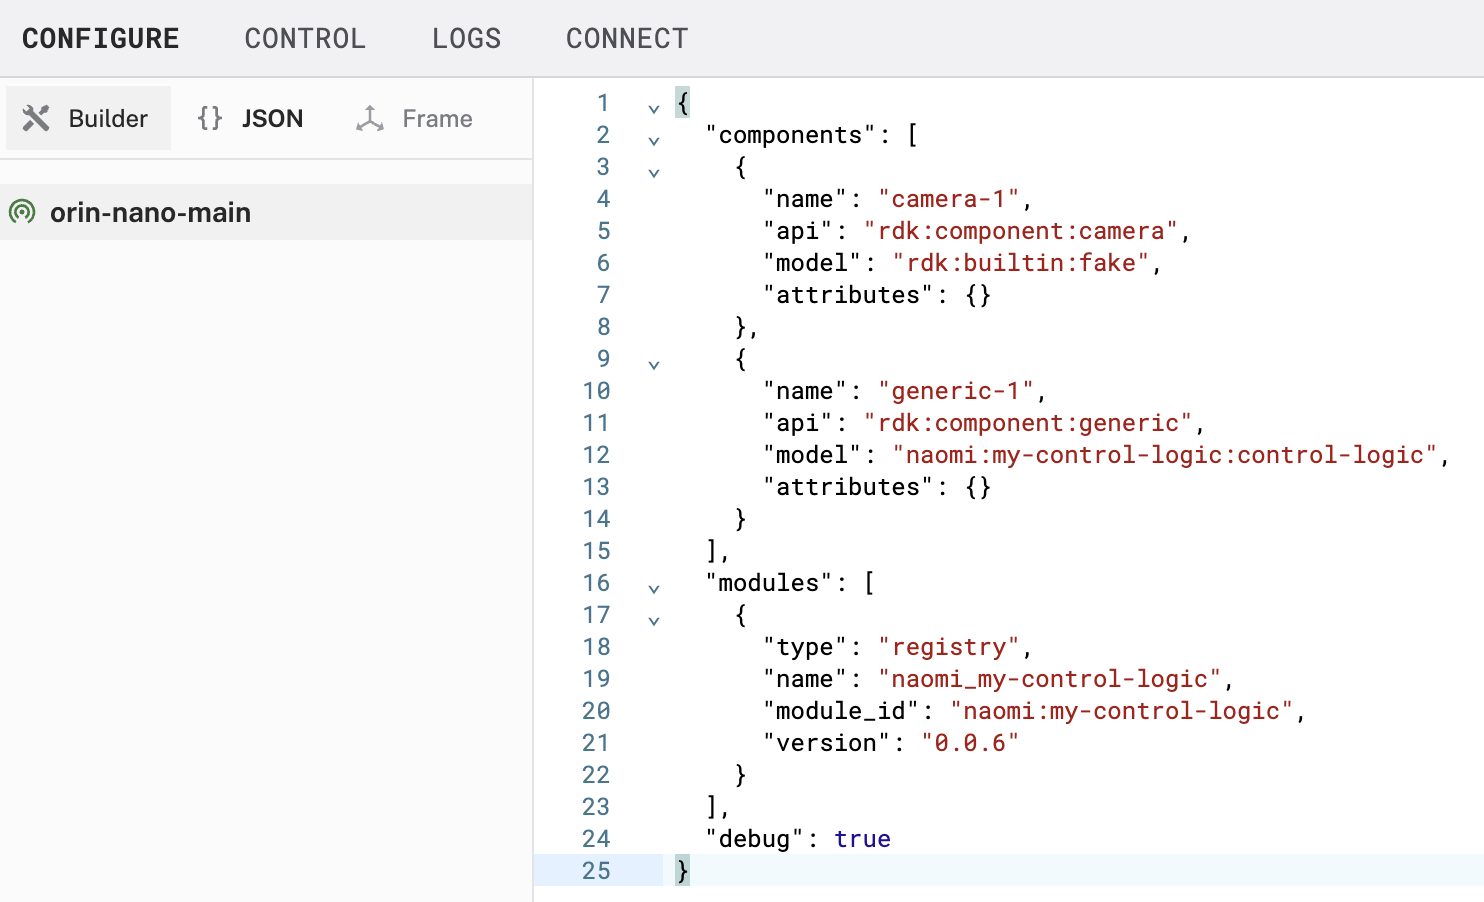 CONFIGURE CONTROL LOGS CONNECT
Builder {} JSON Frame
orin-nano-main
1 {
2 "components": [
3 {
4 "name": "camera-1",
5 "api": "rdk:component:camera",
6 "model": "rdk:builtin:fake",
7 "attributes": {}
8 },
9 {
10 "name": "generic-1",
11 "api": "rdk:component:generic",
12 "model": "naomi:my-control-logic:control-logic",
13 "attributes": {}
14 }
15 ],
16 "modules": [
17 {
18 "type": "registry",
19 "name": "naomi_my-control-logic",
20 "module_id": "naomi:my-control-logic",
21 "version": "0.0.6"
22 }
23 ],
24 "debug": true
25 }